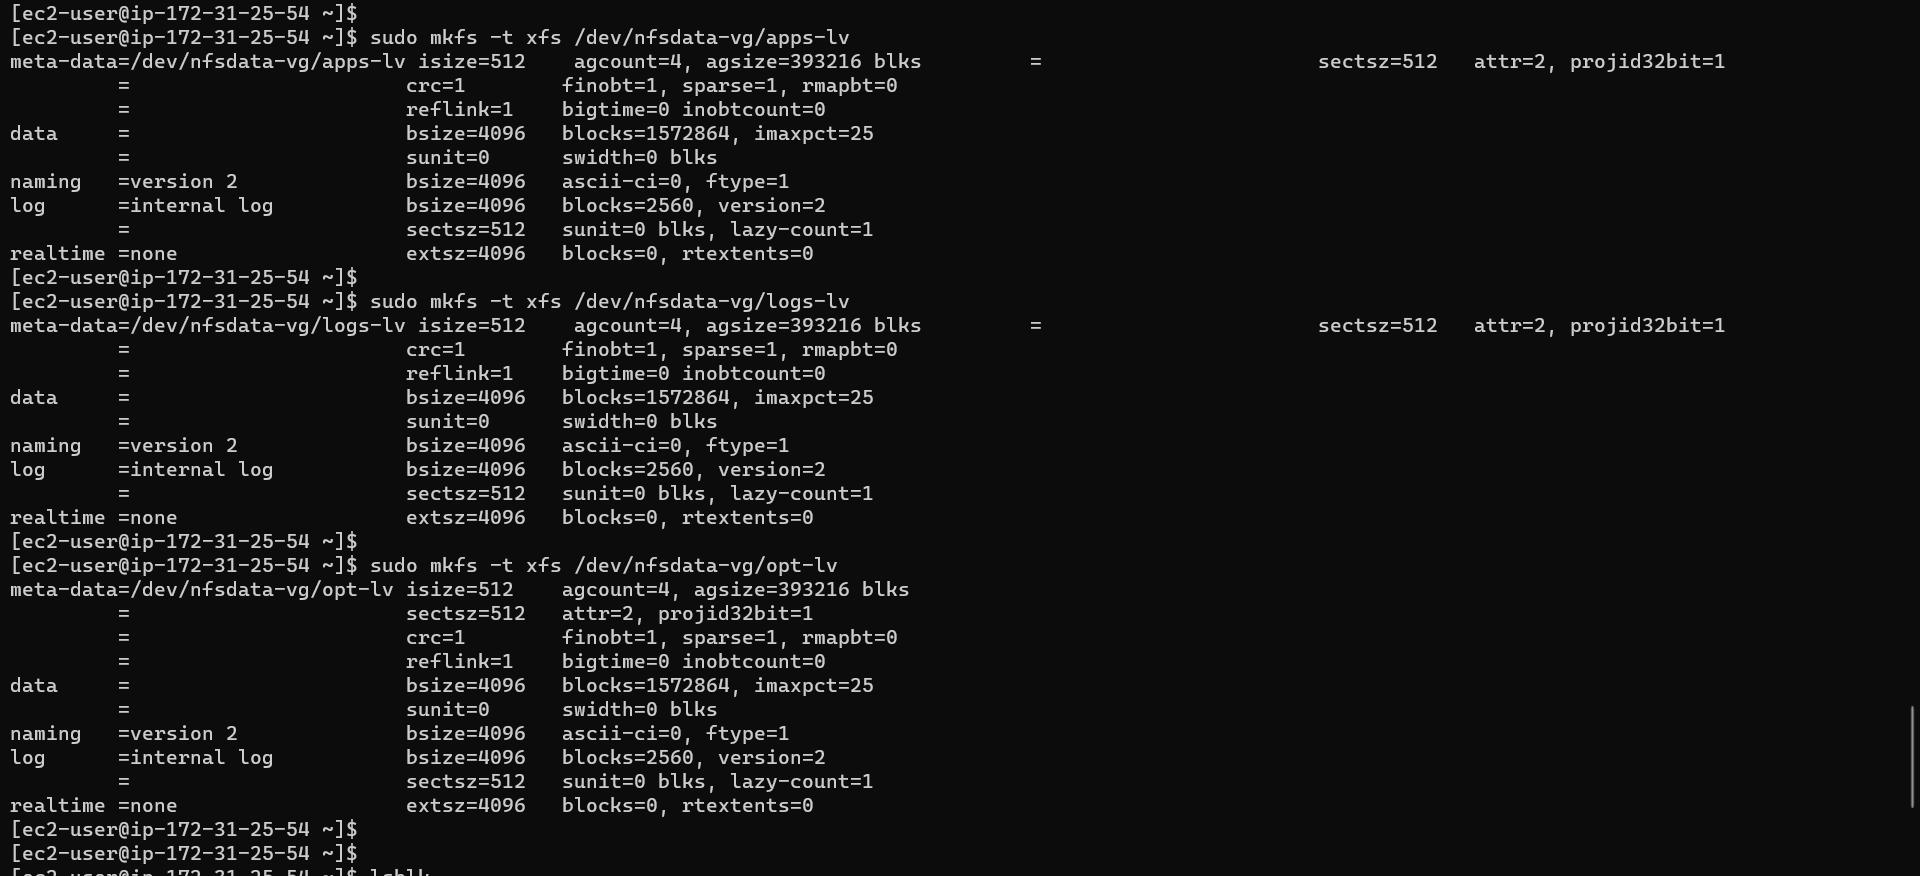 [ec2-user@ip-172-31-25-54 ~]$
[ec2-user@ip-172-31-25-54 ~]$ sudo mkfs -t xfs /dev/nfsdata-vg/apps-lv
meta-data=/dev/nfsdata-vg/apps-lv isize=512    agcount=4, agsize=393216 blks         =                       sectsz=512   attr=2, projid32bit=1
         =                       crc=1        finobt=1, sparse=1, rmapbt=0
         =                       reflink=1    bigtime=0 inobtcount=0
data     =                       bsize=4096   blocks=1572864, imaxpct=25
         =                       sunit=0      swidth=0 blks
naming   =version 2              bsize=4096   ascii-ci=0, ftype=1
log      =internal log           bsize=4096   blocks=2560, version=2
         =                       sectsz=512   sunit=0 blks, lazy-count=1
realtime =none                   extsz=4096   blocks=0, rtextents=0
[ec2-user@ip-172-31-25-54 ~]$
[ec2-user@ip-172-31-25-54 ~]$ sudo mkfs -t xfs /dev/nfsdata-vg/logs-lv
meta-data=/dev/nfsdata-vg/logs-lv isize=512    agcount=4, agsize=393216 blks         =                       sectsz=512   attr=2, projid32bit=1
         =                       crc=1        finobt=1, sparse=1, rmapbt=0
         =                       reflink=1    bigtime=0 inobtcount=0
data     =                       bsize=4096   blocks=1572864, imaxpct=25
         =                       sunit=0      swidth=0 blks
naming   =version 2              bsize=4096   ascii-ci=0, ftype=1
log      =internal log           bsize=4096   blocks=2560, version=2
         =                       sectsz=512   sunit=0 blks, lazy-count=1
realtime =none                   extsz=4096   blocks=0, rtextents=0
[ec2-user@ip-172-31-25-54 ~]$
[ec2-user@ip-172-31-25-54 ~]$ sudo mkfs -t xfs /dev/nfsdata-vg/opt-lv
meta-data=/dev/nfsdata-vg/opt-lv isize=512    agcount=4, agsize=393216 blks
         =                       sectsz=512   attr=2, projid32bit=1
         =                       crc=1        finobt=1, sparse=1, rmapbt=0
         =                       reflink=1    bigtime=0 inobtcount=0
data     =                       bsize=4096   blocks=1572864, imaxpct=25
         =                       sunit=0      swidth=0 blks
naming   =version 2              bsize=4096   ascii-ci=0, ftype=1
log      =internal log           bsize=4096   blocks=2560, version=2
         =                       sectsz=512   sunit=0 blks, lazy-count=1
realtime =none                   extsz=4096   blocks=0, rtextents=0
[ec2-user@ip-172-31-25-54 ~]$
[ec2-user@ip-172-31-25-54 ~]$
[ec2-user@ip-172-31-25-54 ~]$ lsblk